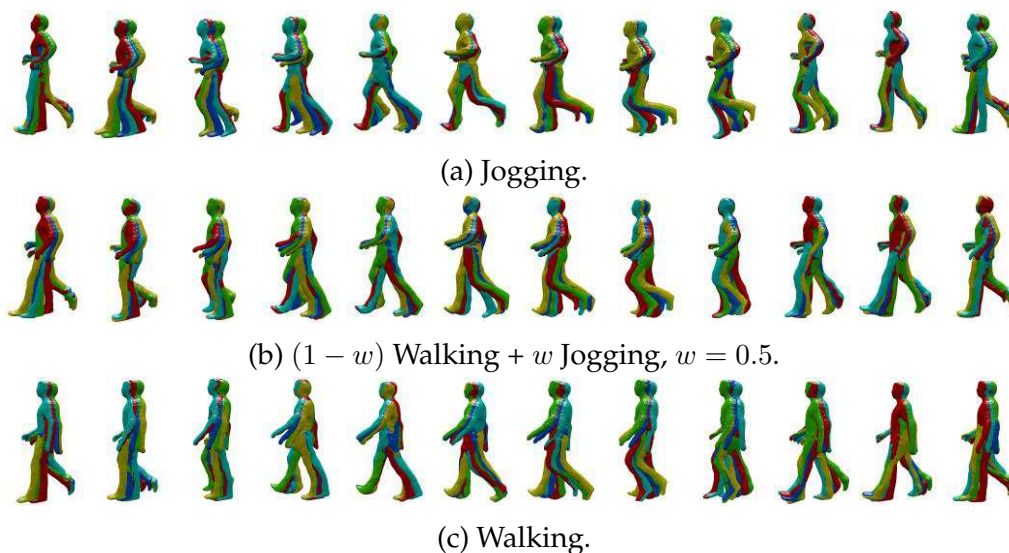 (a) Jogging.
(b) (1 − w) Walking + w Jogging, w = 0.5.
(c) Walking.